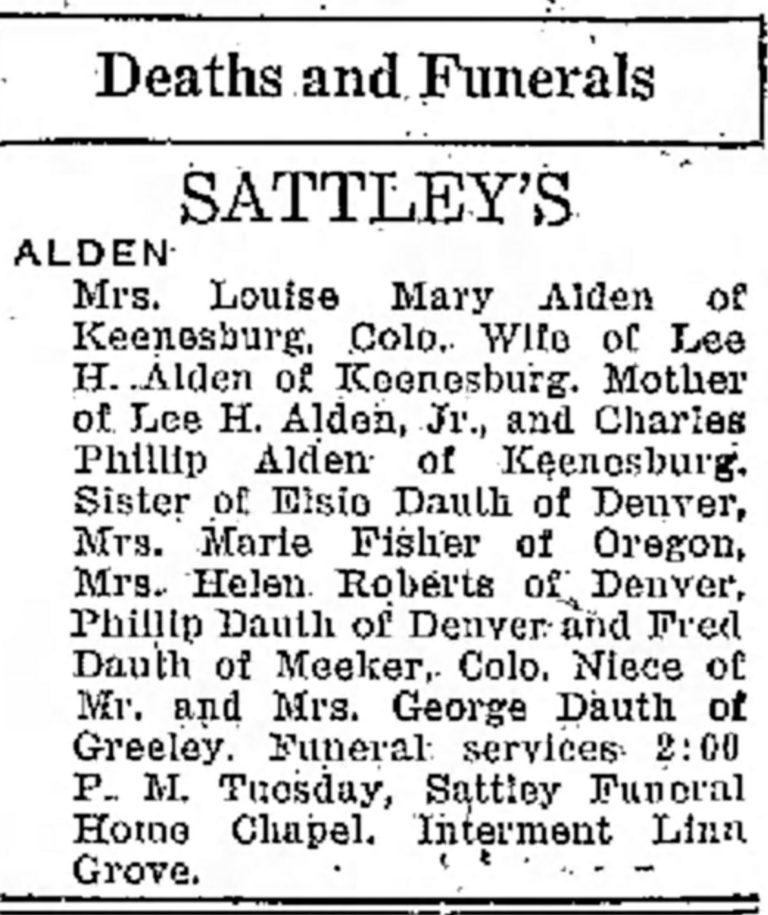 Deaths and Funerals
SATTLEY'S
ALDEN
Mrs. Louise Mary Alden of
Keenesburg, Colo. Wife of Lee
H. Alden of Keenesburg. Mother
of Lee H. Alden, Jr., and Charles
Phillip Alden of Keenesburg.
Sister of Elsie Dauth of Denver,
Mrs. Marie Fisher of Oregon,
Mrs. Helen Roberts of Denver,
Phillip Dauth of Denver and Fred
Dauth of Meeker, Colo. Niece of
Mr. and Mrs. George Dauth of
Greeley. Funeral services 2:00
P. M. Tuesday, Sattley Funeral
Home Chapel. Interment Linn
Grove.